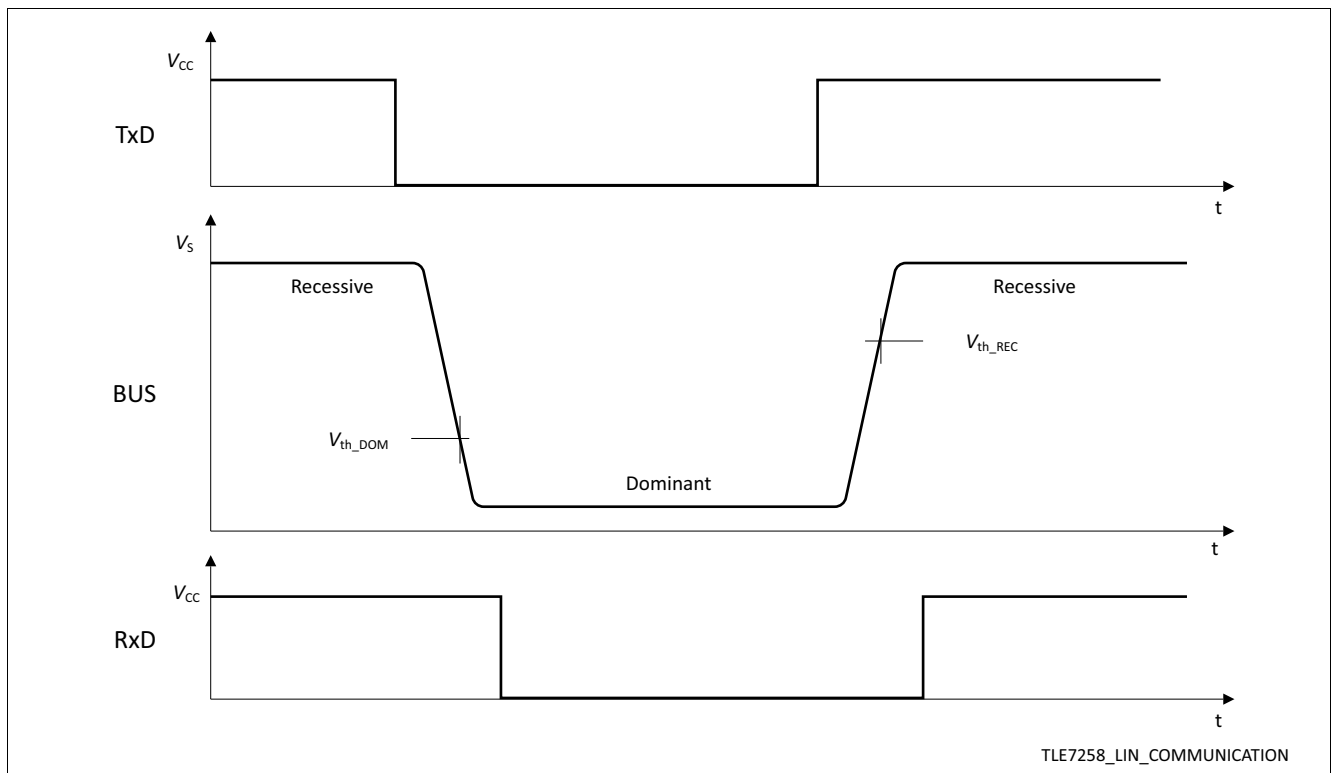 VCC
TxD
t
VS
Recessive
Recessive
Vth_REC
BUS
Vth_DOM
Dominant
t
VCC
RxD
t
TLE7258_LIN_COMMUNICATION